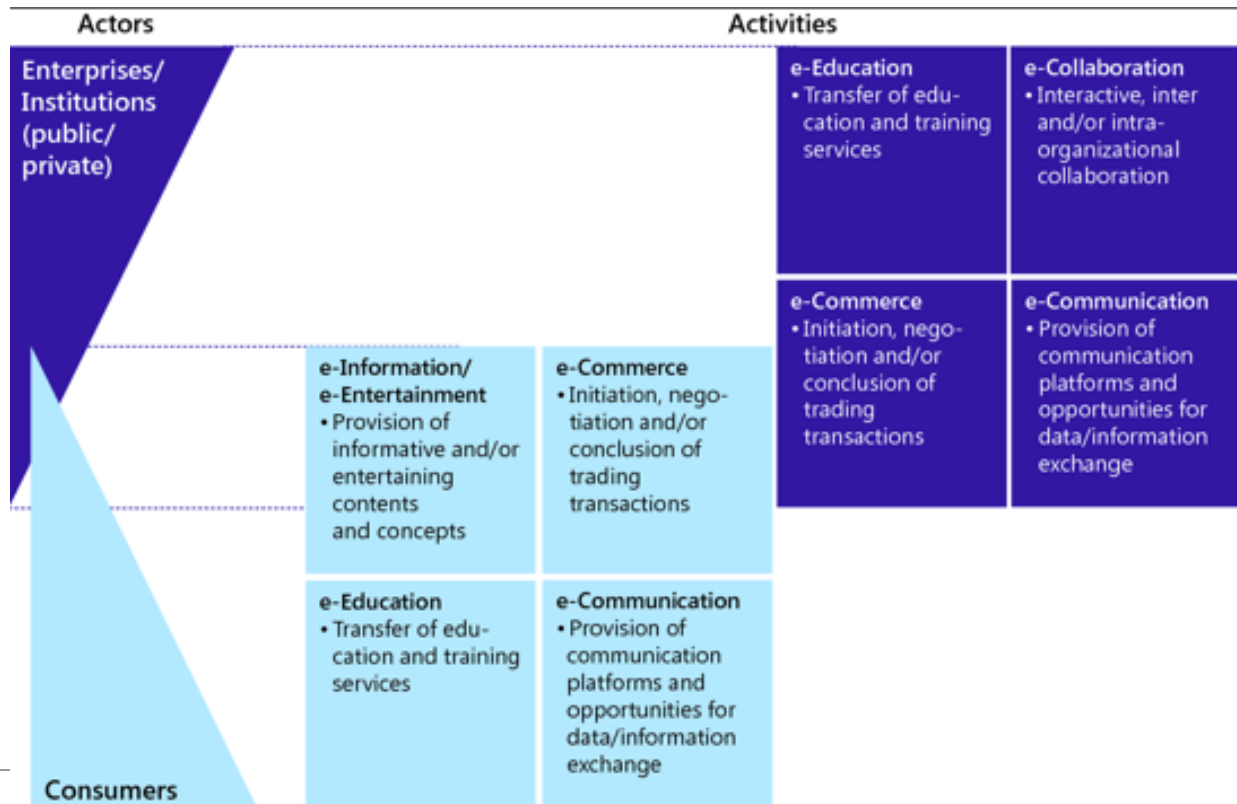 Actors
Activities
Enterprises/
Institutions
(public/
private)
e-Education
• Transfer of edu-
cation and training
services
e-Collaboration
• Interactive, inter
and/or intra-
organizational
collaboration
e-Commerce
• Initiation, nego-
tiation and/or
conclusion of
trading
transactions
e-Communication
• Provision of
communication
platforms and
opportunities for
data/information
exchange
e-Information/
e-Entertainment
• Provision of
informative and/or
entertaining
contents
and concepts
e-Commerce
• Initiation, nego-
tiation and/or
conclusion of
trading
transactions
e-Education
• Transfer of edu-
cation and training
services
e-Communication
• Provision of
communication
platforms and
opportunities for
data/information
exchange
Consumers